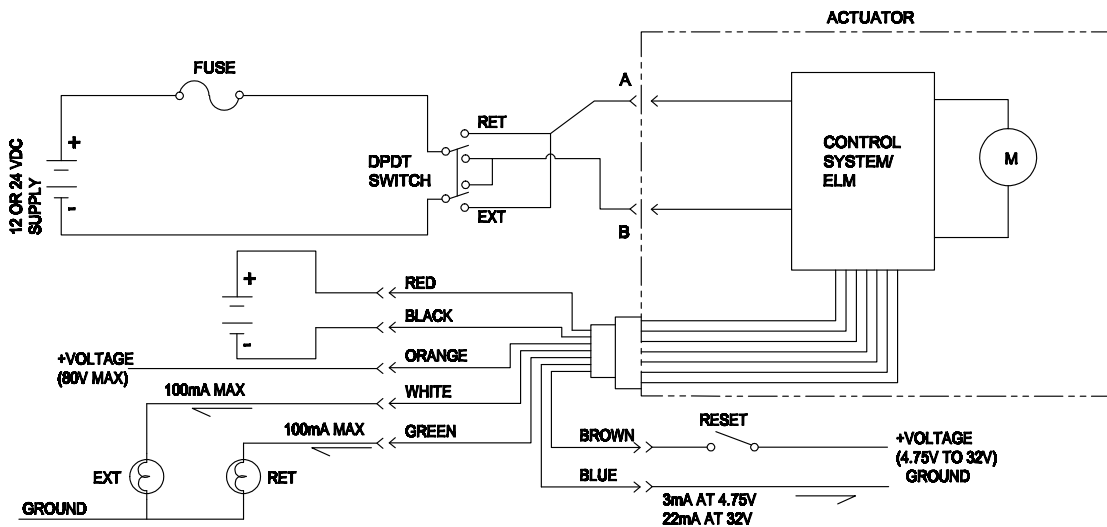 ACTUATOR
FUSE
A
RET
+
12 OR 24 VDC
SUPPLY
-
DPDT
SWITCH
CONTROL
SYSTEM/
ELM
M
EXT
B
+
-
RED
BLACK
+VOLTAGE
(80V MAX)
ORANGE
100mA MAX
WHITE
100mA MAX
GREEN
EXT
RET
GROUND
BROWN
RESET
+VOLTAGE
(4.75V TO 32V)
BLUE
GROUND
3mA AT 4.75V
22mA AT 32V